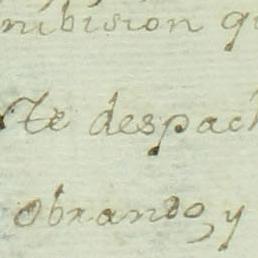 nibision q
te despach
obrando, y